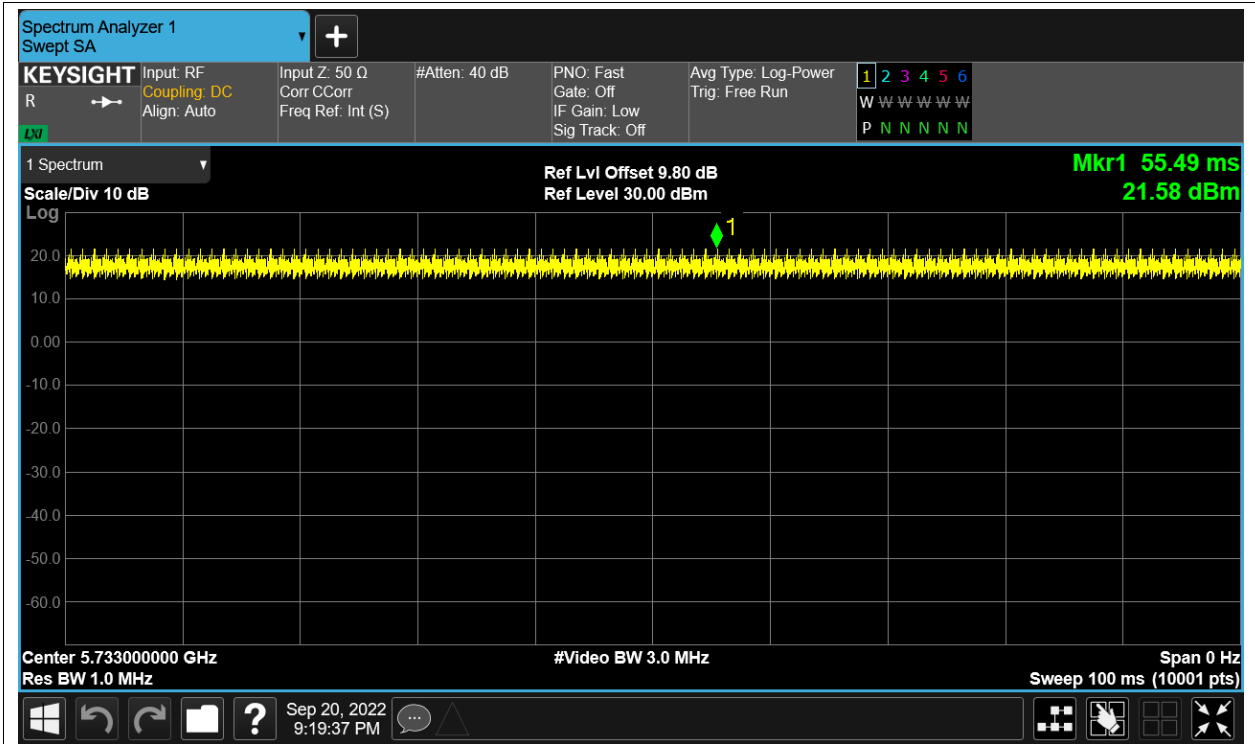 Spectrum Analyzer 1
Swept SA
+
KEYSIGHT
R
LXI
Input: RF
Coupling: DC
Align: Auto
Input Z: 50 Ω
Corr CCorr
Freq Ref: Int (S)
#Atten: 40 dB
PNO: Fast
Gate: Off
IF Gain: Low
Sig Track: Off
Avg Type: Log-Power
Trig: Free Run
1 2 3 4 5 6
W W W W W W
P N N N N N
1 Spectrum
Scale/Div 10 dB
Log
Ref Lvl Offset 9.80 dB
Ref Level 30.00 dBm
Mkr1 55.49 ms
21.58 dBm
1
20.0
10.0
0.00
-10.0
-20.0
-30.0
-40.0
-50.0
-60.0
Center 5.733000000 GHz
Res BW 1.0 MHz
#Video BW 3.0 MHz
Span 0 Hz
Sweep 100 ms (10001 pts)
?
Sep 20, 2022
9:19:37 PM